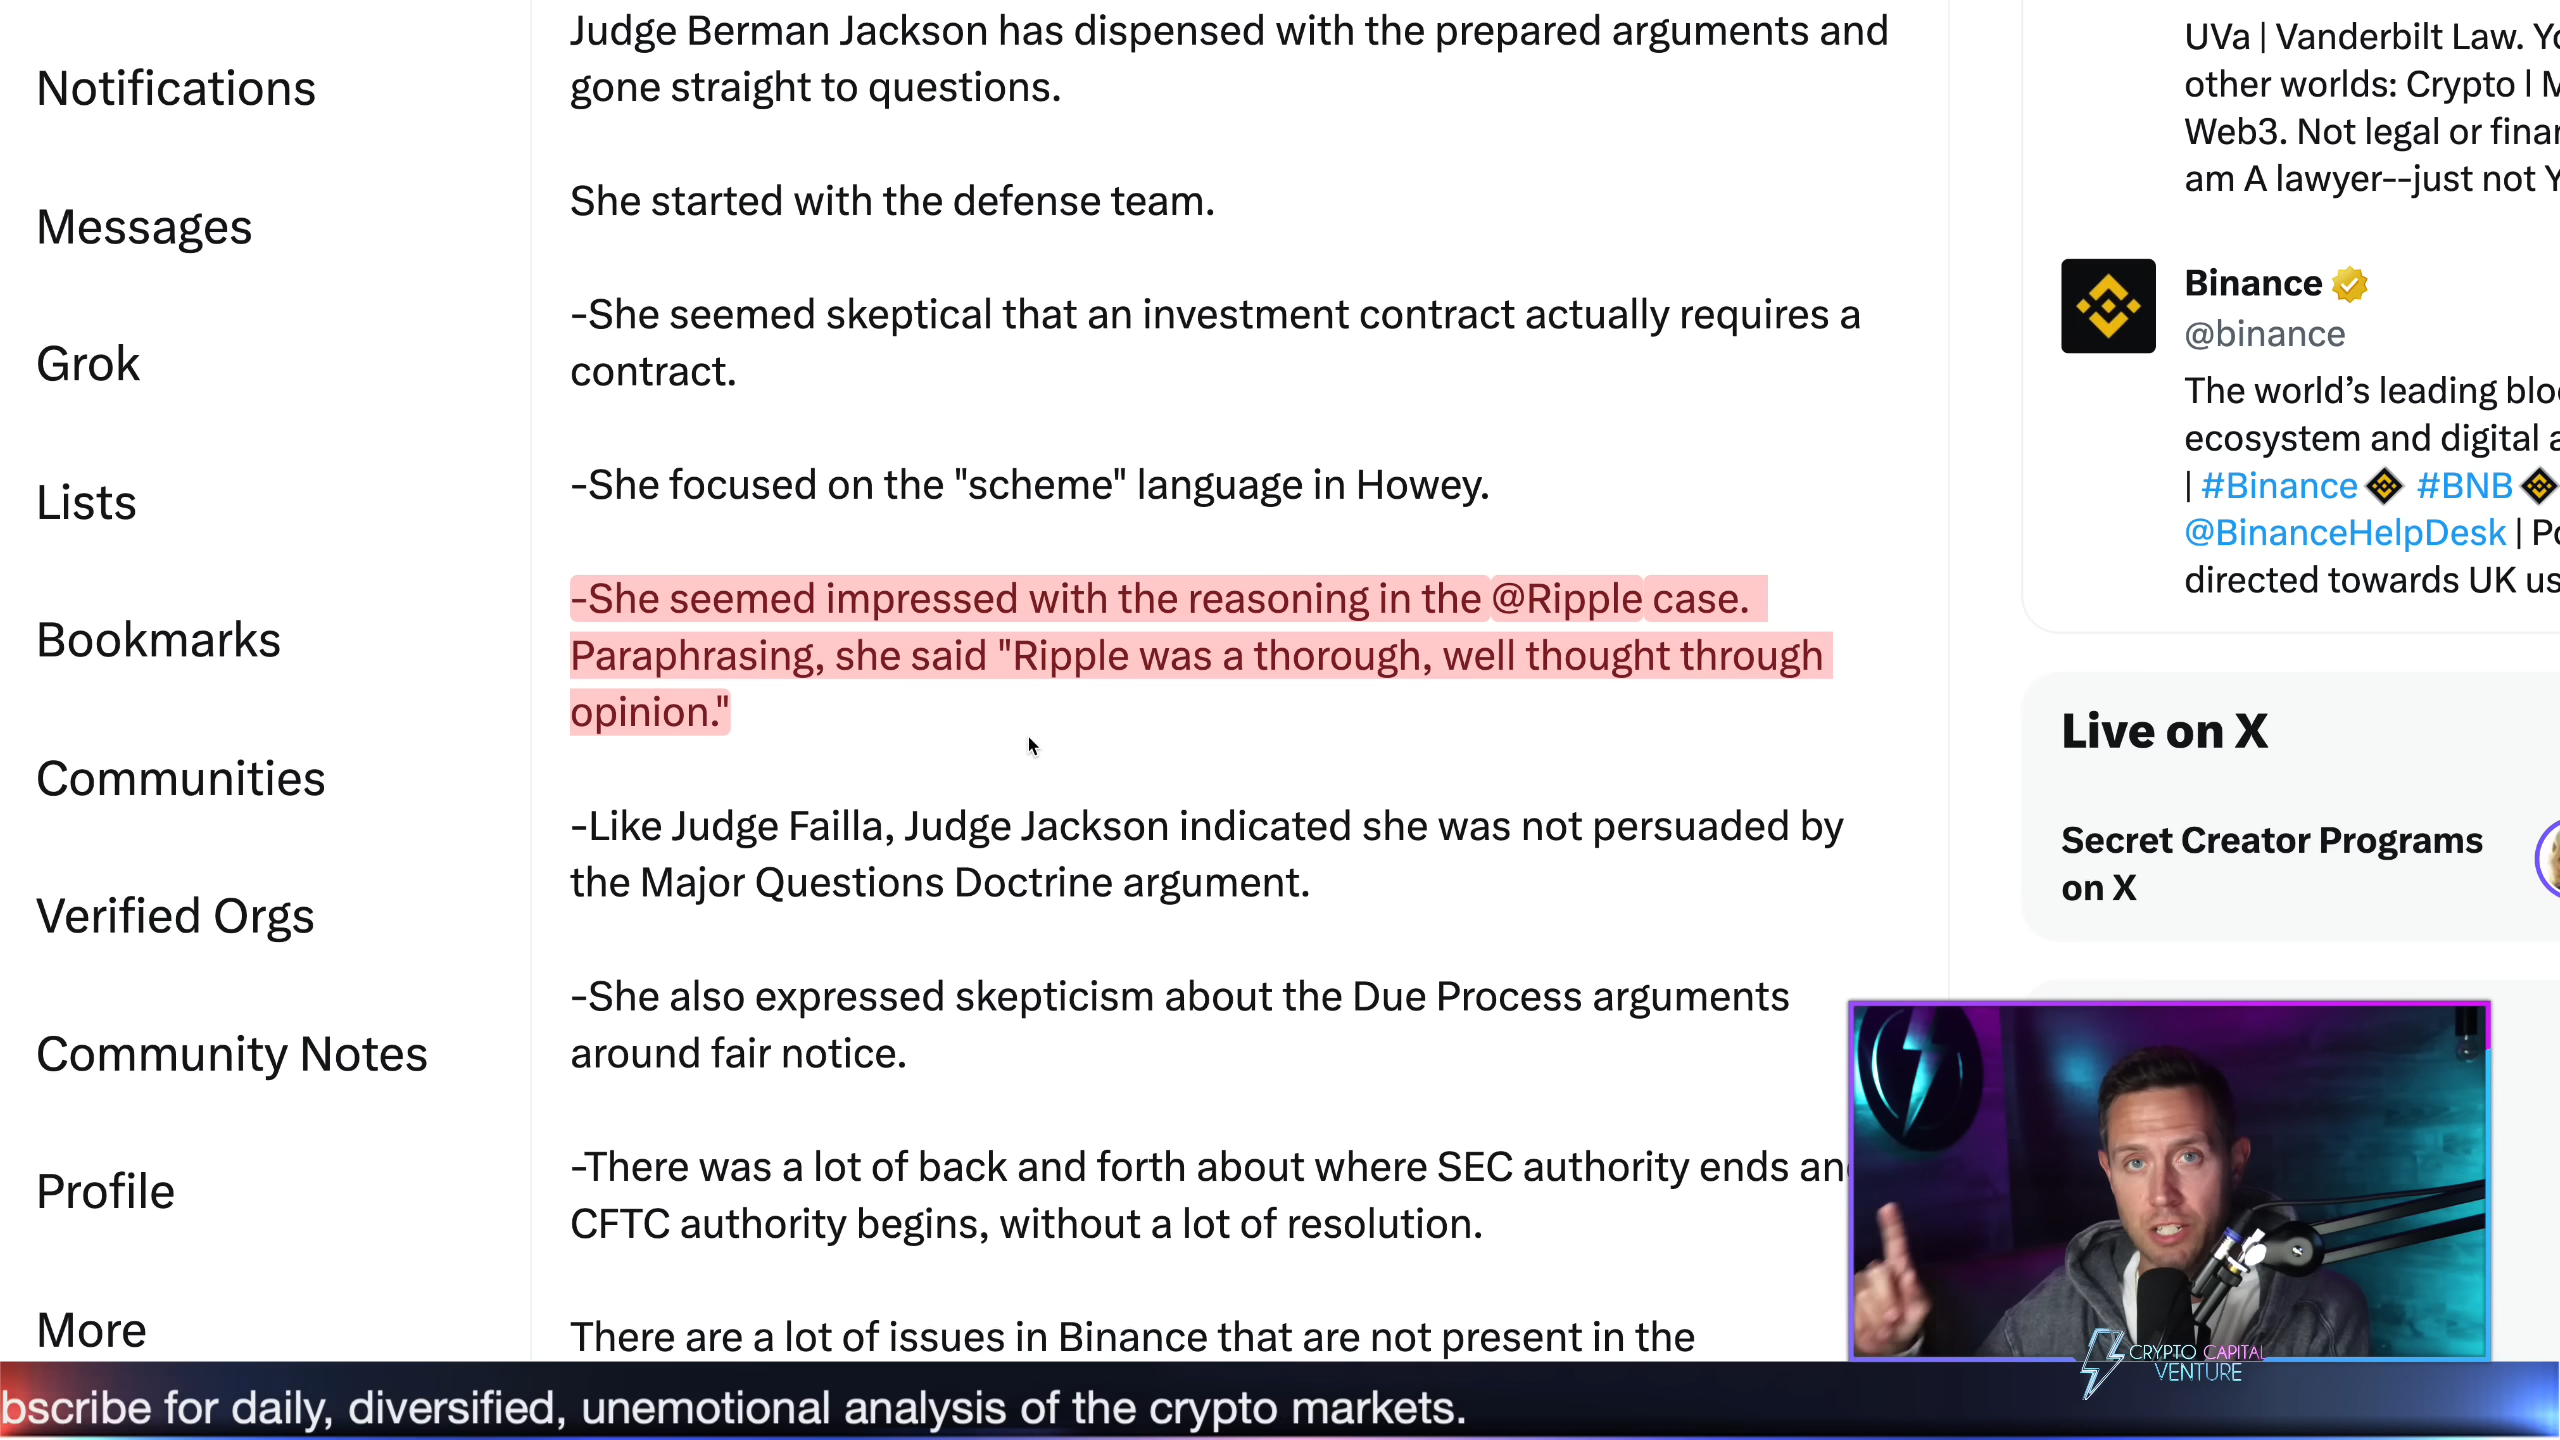 Notifications
Messages
Grok
Lists
Bookmarks
Communities
Verified Orgs
Community Notes
Profile
More
Judge Berman Jackson has dispensed with the prepared arguments and
gone straight to questions.
She started with the defense team.
-She seemed skeptical that an investment contract actually requires a
contract.
-She focused on the "scheme" language in Howey.
-She seemed impressed with the reasoning in the @Ripple case.
Paraphrasing, she said "Ripple was a thorough, well thought through
opinion."
-Like Judge Failla, Judge Jackson indicated she was not persuaded by
the Major Questions Doctrine argument.
-She also expressed skepticism about the Due Process arguments
around fair notice.
-There was a lot of back and forth about where SEC authority ends
CFTC authority begins, without a lot of resolution.
There are a lot of issues in Binance that are not present in the
UVa | Vanderbilt Law.
other worlds: Crypto l
Web3. Not legal or
am A lawyer--just not
Binance
@binance
The world's leading
ecosystem and digital
| #Binance #BNB
@BinanceHelpDesk |
directed towards UK
Live on X
Secret Creator Programs
on X
CRYPTO CAPITAL
VENTURE
for daily, diversified, unemotional analysis of the crypto markets.